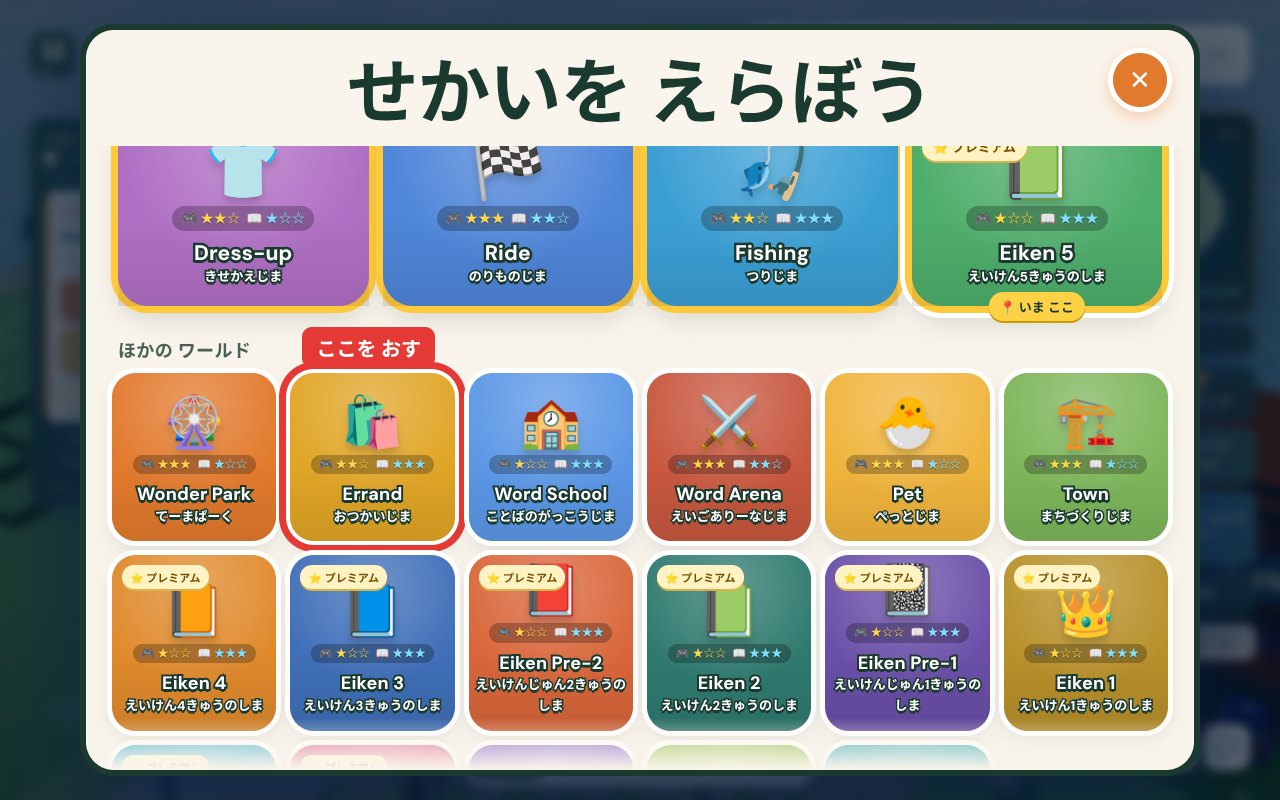 せかいを えらぼう
×
⭐ プレミアム
🎮 ★★☆ 📖 ★☆☆
Dress-up
きせかえじま
🎮 ★★★ 📖 ★★☆
Ride
のりものじま
🎮 ★★☆ 📖 ★★★
Fishing
つりじま
🎮 ★☆☆ 📖 ★★★
Eiken 5
えいけん5きゅうのしま
📍 いま ここ
ほかの ワールド
ここを おす
🎮 ★★★ 📖 ★☆☆
Wonder Park
てーまぱーく
🎮 ★★☆ 📖 ★★★
Errand
おつかいじま
🎮 ★☆☆ 📖 ★★★
Word School
ことばのがっこうじま
🎮 ★★★ 📖 ★★☆
Word Arena
えいごありーなじま
🎮 ★★★ 📖 ★☆☆
Pet
ぺっとじま
🎮 ★★★ 📖 ★☆☆
Town
まちづくりじま
⭐ プレミアム
🎮 ★☆☆ 📖 ★★★
Eiken 4
えいけん4きゅうのしま
⭐ プレミアム
🎮 ★☆☆ 📖 ★★★
Eiken 3
えいけん3きゅうのしま
⭐ プレミアム
🎮 ★☆☆ 📖 ★★★
Eiken Pre-2
えいけんじゅん2きゅうの
しま
⭐ プレミアム
🎮 ★☆☆ 📖 ★★★
Eiken 2
えいけん2きゅうのしま
⭐ プレミアム
🎮 ★☆☆ 📖 ★★★
Eiken Pre-1
えいけんじゅん1きゅうの
しま
⭐ プレミアム
🎮 ★☆☆ 📖 ★★★
Eiken 1
えいけん1きゅうのしま